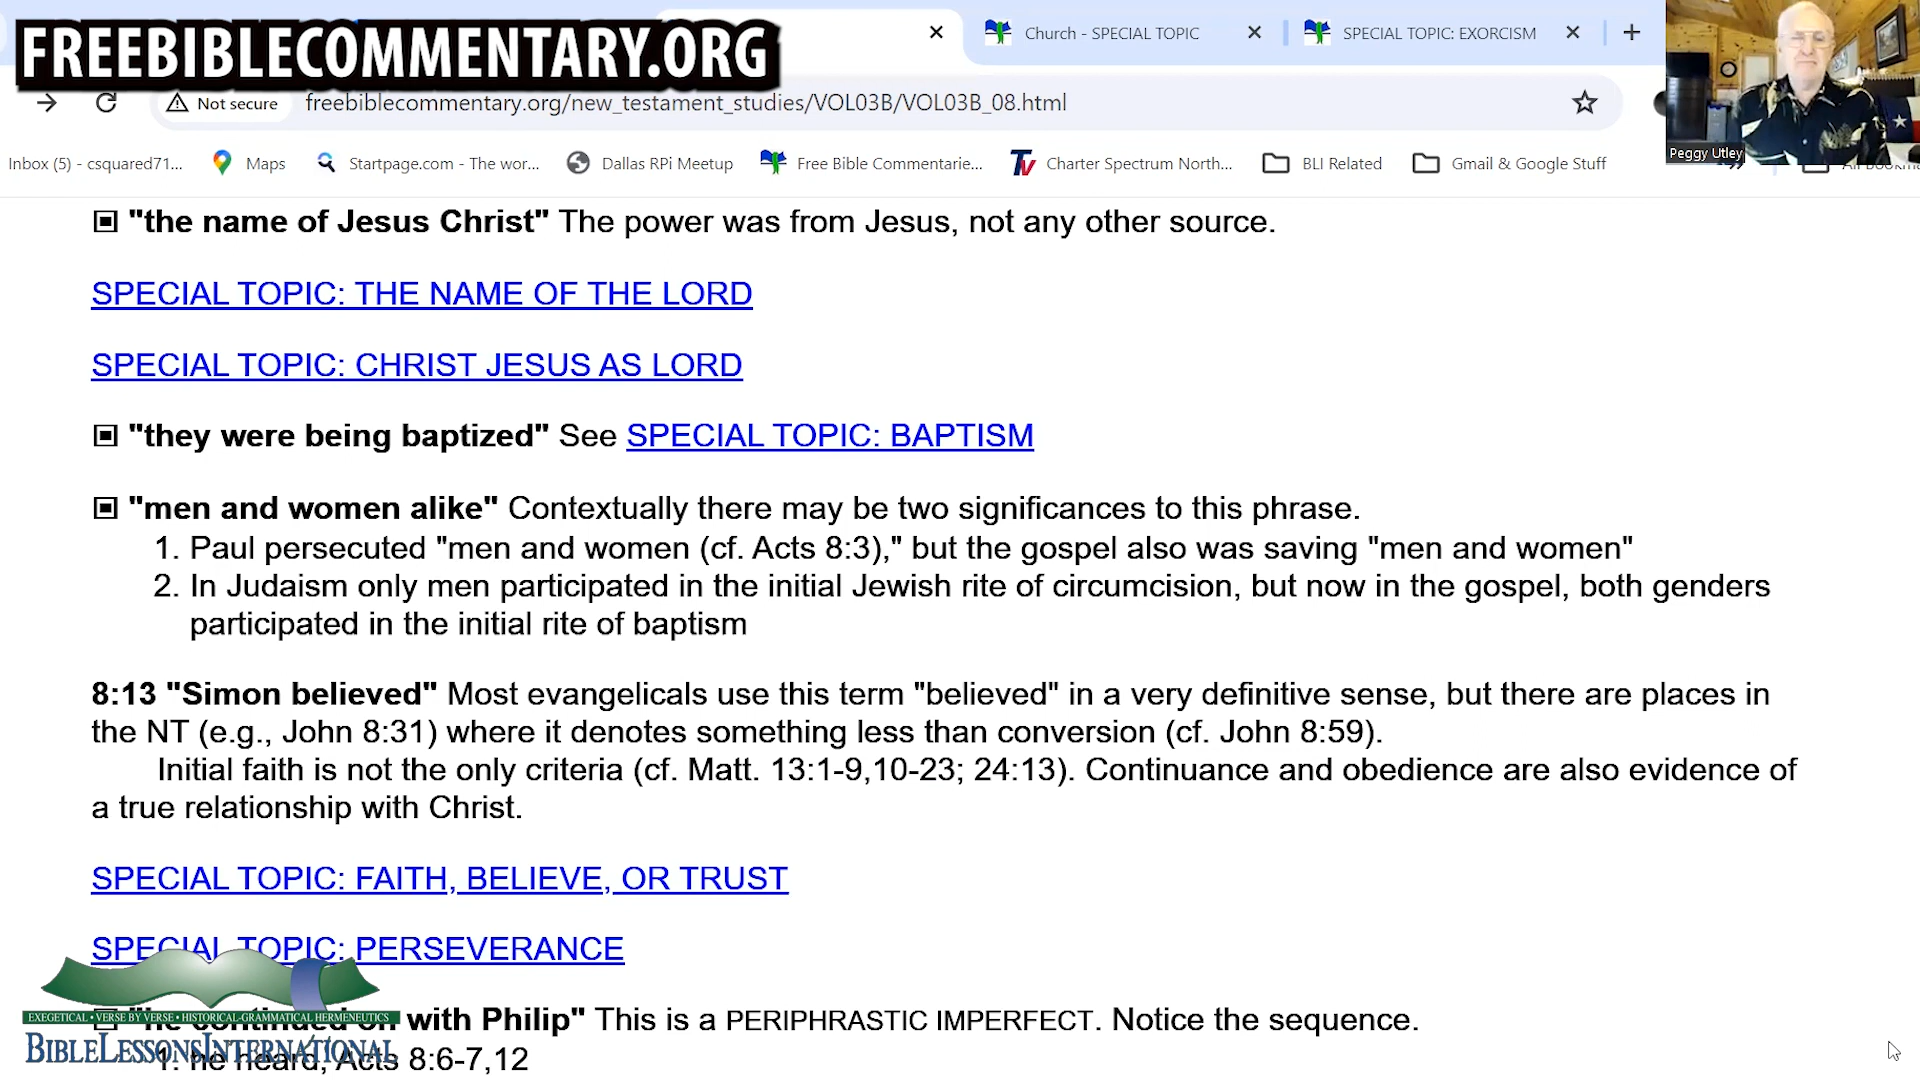 FREEBIBLECOMMENTARY.ORG
Church - SPECIAL TOPIC
SPECIAL TOPIC: EXORCISM
Not secure
freebiblecommentary.org/new_testament_studies/VOL03B/VOL03B_08.html
Peggy Utley
Inbox (5) - csquared71...
Maps
Startpage.com - The wor...
Dallas RPi Meetup
Free Bible Commentarie...
Charter Spectrum North...
BLI Related
Gmail & Google Stuff
"the name of Jesus Christ" The power was from Jesus, not any other source.
SPECIAL TOPIC: THE NAME OF THE LORD
SPECIAL TOPIC: CHRIST JESUS AS LORD
"they were being baptized" See SPECIAL TOPIC: BAPTISM
"men and women alike" Contextually there may be two significances to this phrase.
1. Paul persecuted "men and women (cf. Acts 8:3)," but the gospel also was saving "men and women"
2. In Judaism only men participated in the initial Jewish rite of circumcision, but now in the gospel, both genders
participated in the initial rite of baptism
8:13 "Simon believed" Most evangelicals use this term "believed" in a very definitive sense, but there are places in
the NT (e.g., John 8:31) where it denotes something less than conversion (cf. John 8:59).
Initial faith is not the only criteria (cf. Matt. 13:1-9,10-23; 24:13). Continuance and obedience are also evidence of
a true relationship with Christ.
SPECIAL TOPIC: FAITH, BELIEVE, OR TRUST
SPECIAL TOPIC: PERSEVERANCE
"he continued on with Philip" This is a PERIPHRASTIC IMPERFECT. Notice the sequence.
1. he heard, Acts 8:6-7,12
EXEGETICAL • VERSE BY VERSE • HISTORICAL-GRAMMATICAL HERMENEUTICS
BIBLELESSONSINTERNATIONAL